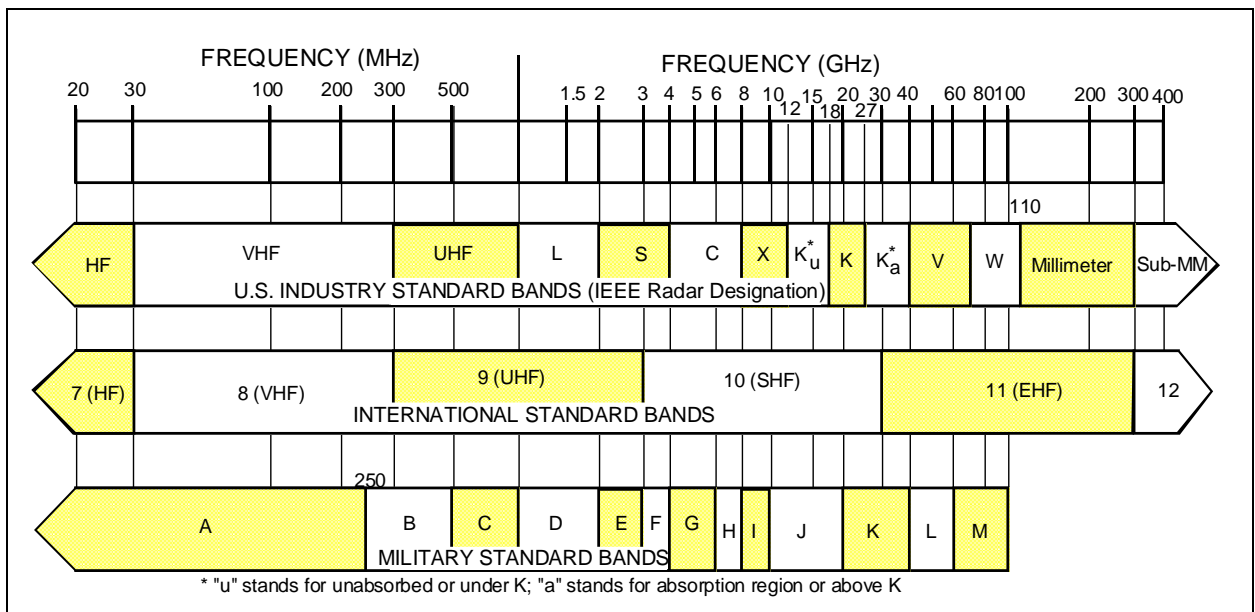 FREQUENCY (MHz) FREQUENCY (GHz)
20 30 100 200 300 500 1.5 2 3 4 5 6 8 10 12 15 18 20 27 30 40 60 80 100 200 300 400
110
HF VHF UHF L S C X K*u K K*a V W Millimeter Sub-MM
U.S. INDUSTRY STANDARD BANDS (IEEE Radar Designation)
7 (HF) 8 (VHF) 9 (UHF) 10 (SHF) 11 (EHF) 12
INTERNATIONAL STANDARD BANDS
250
A B C D E F G H I J K L M
MILITARY STANDARD BANDS
* "u" stands for unabsorbed or under K; "a" stands for absorption region or above K